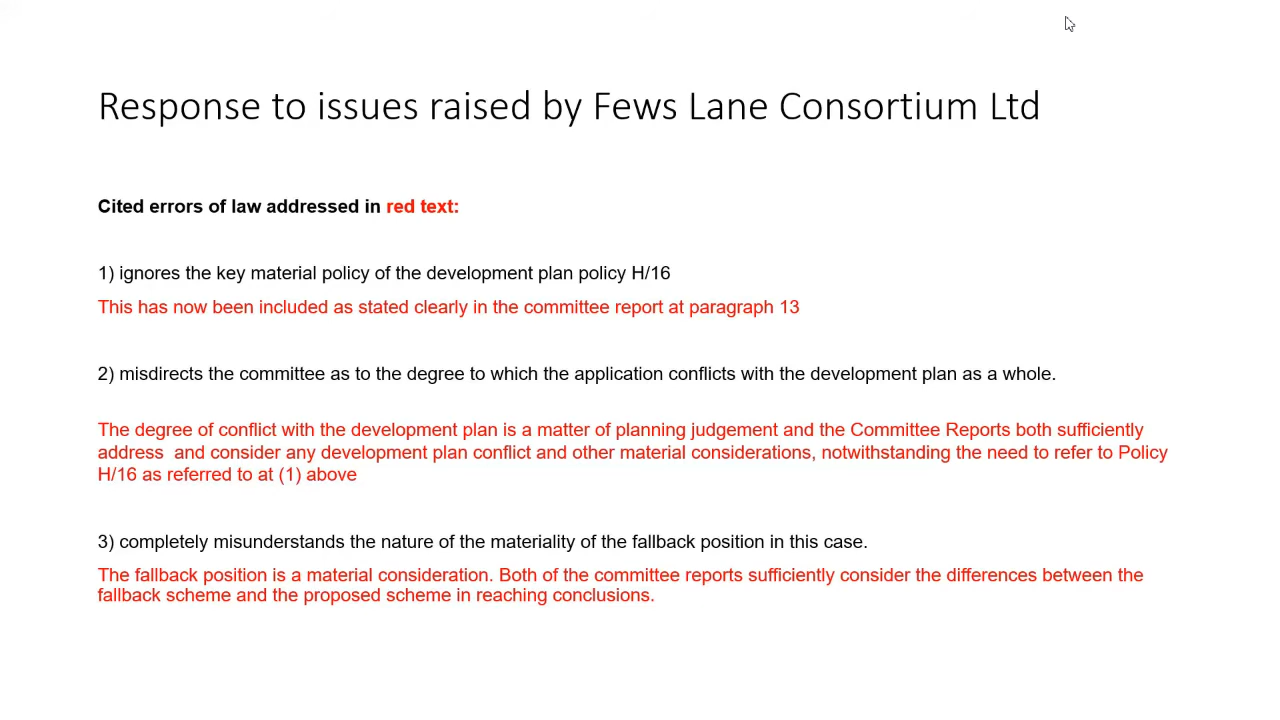 Response to issues raised by Fews Lane Consortium Ltd
Cited errors of law addressed in red text:
1) ignores the key material policy of the development plan policy H/16
This has now been included as stated clearly in the committee report at paragraph 13
2) misdirects the committee as to the degree to which the application conflicts with the development plan as a whole.
The degree of conflict with the development plan is a matter of planning judgement and the Committee Reports both sufficiently
address  and consider any development plan conflict and other material considerations, notwithstanding the need to refer to Policy
H/16 as referred to at (1) above
3) completely misunderstands the nature of the materiality of the fallback position in this case.
The fallback position is a material consideration. Both of the committee reports sufficiently consider the differences between the
fallback scheme and the proposed scheme in reaching conclusions.